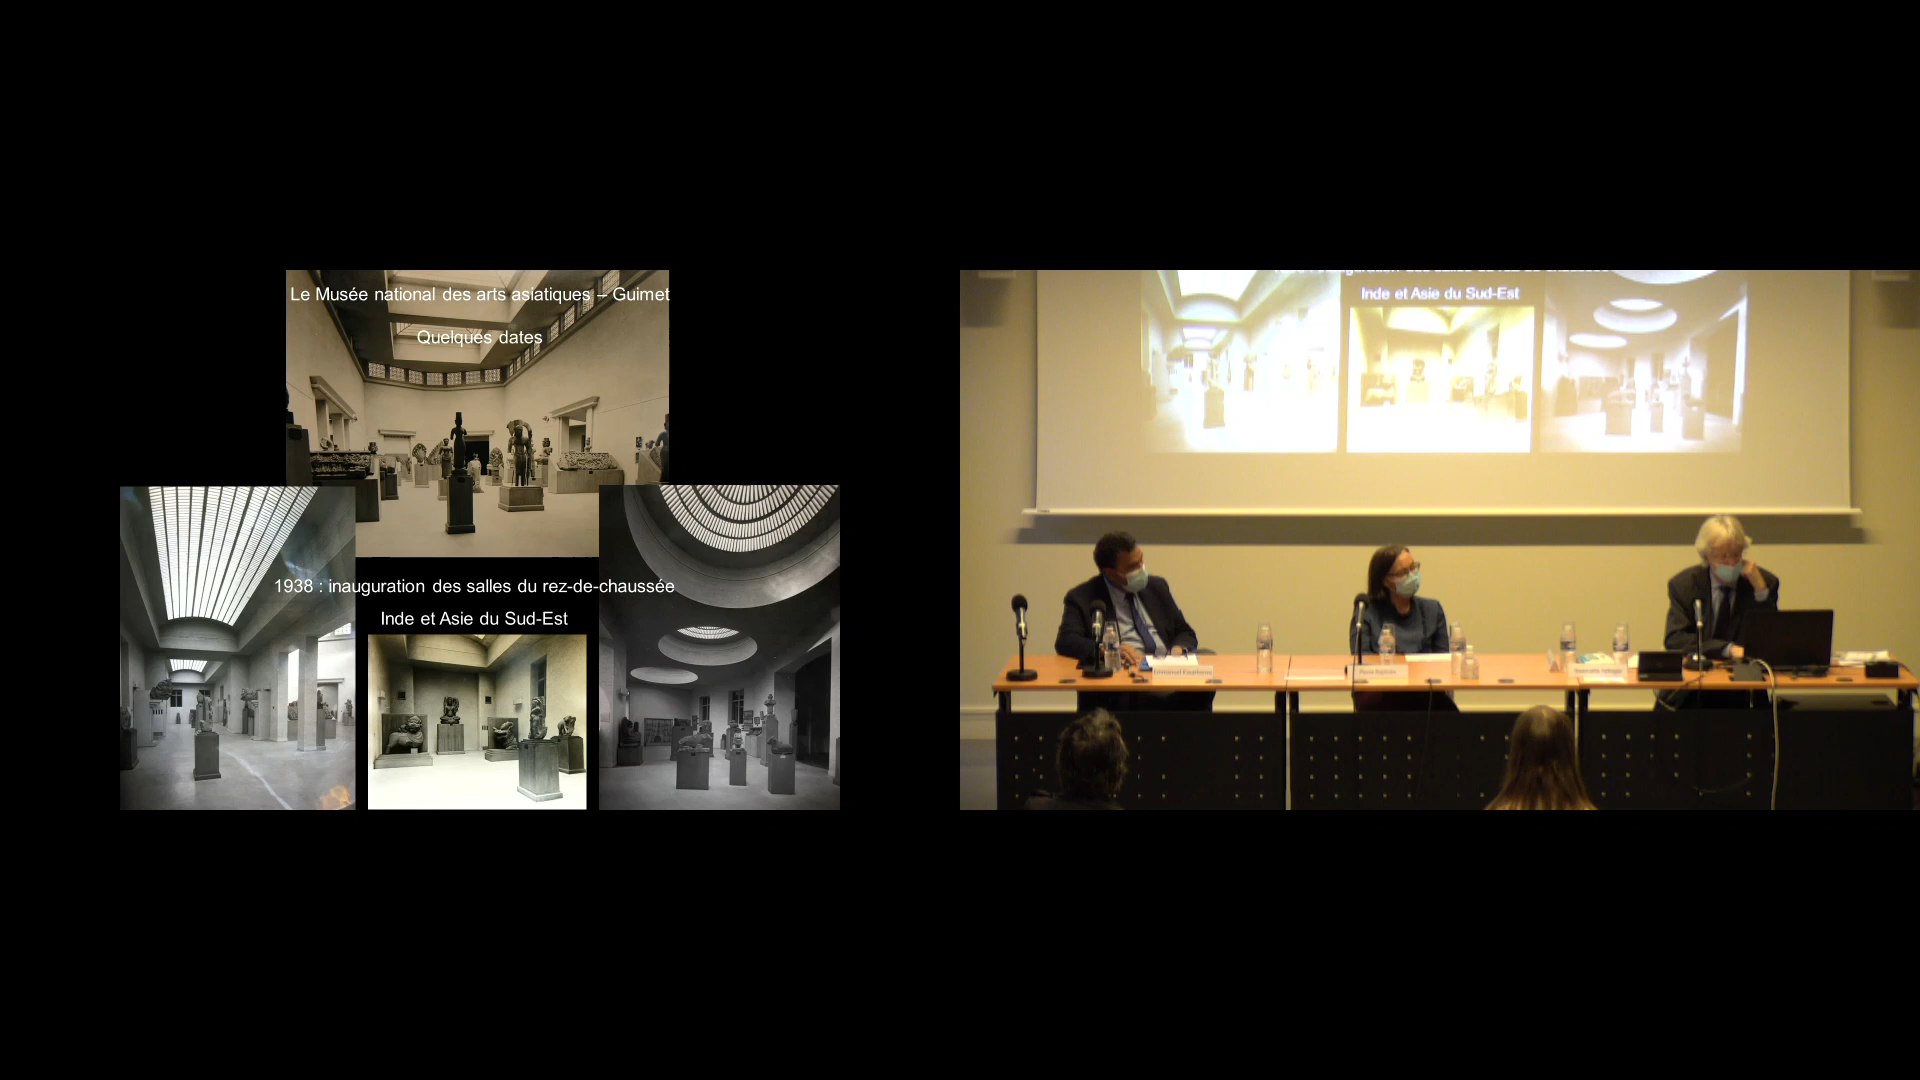 Le Musée national des arts asiatiques – Guimet
Quelques dates
1938 : inauguration des salles du rez-de-chaussée
Inde et Asie du Sud-Est
Inde et Asie du Sud-Est